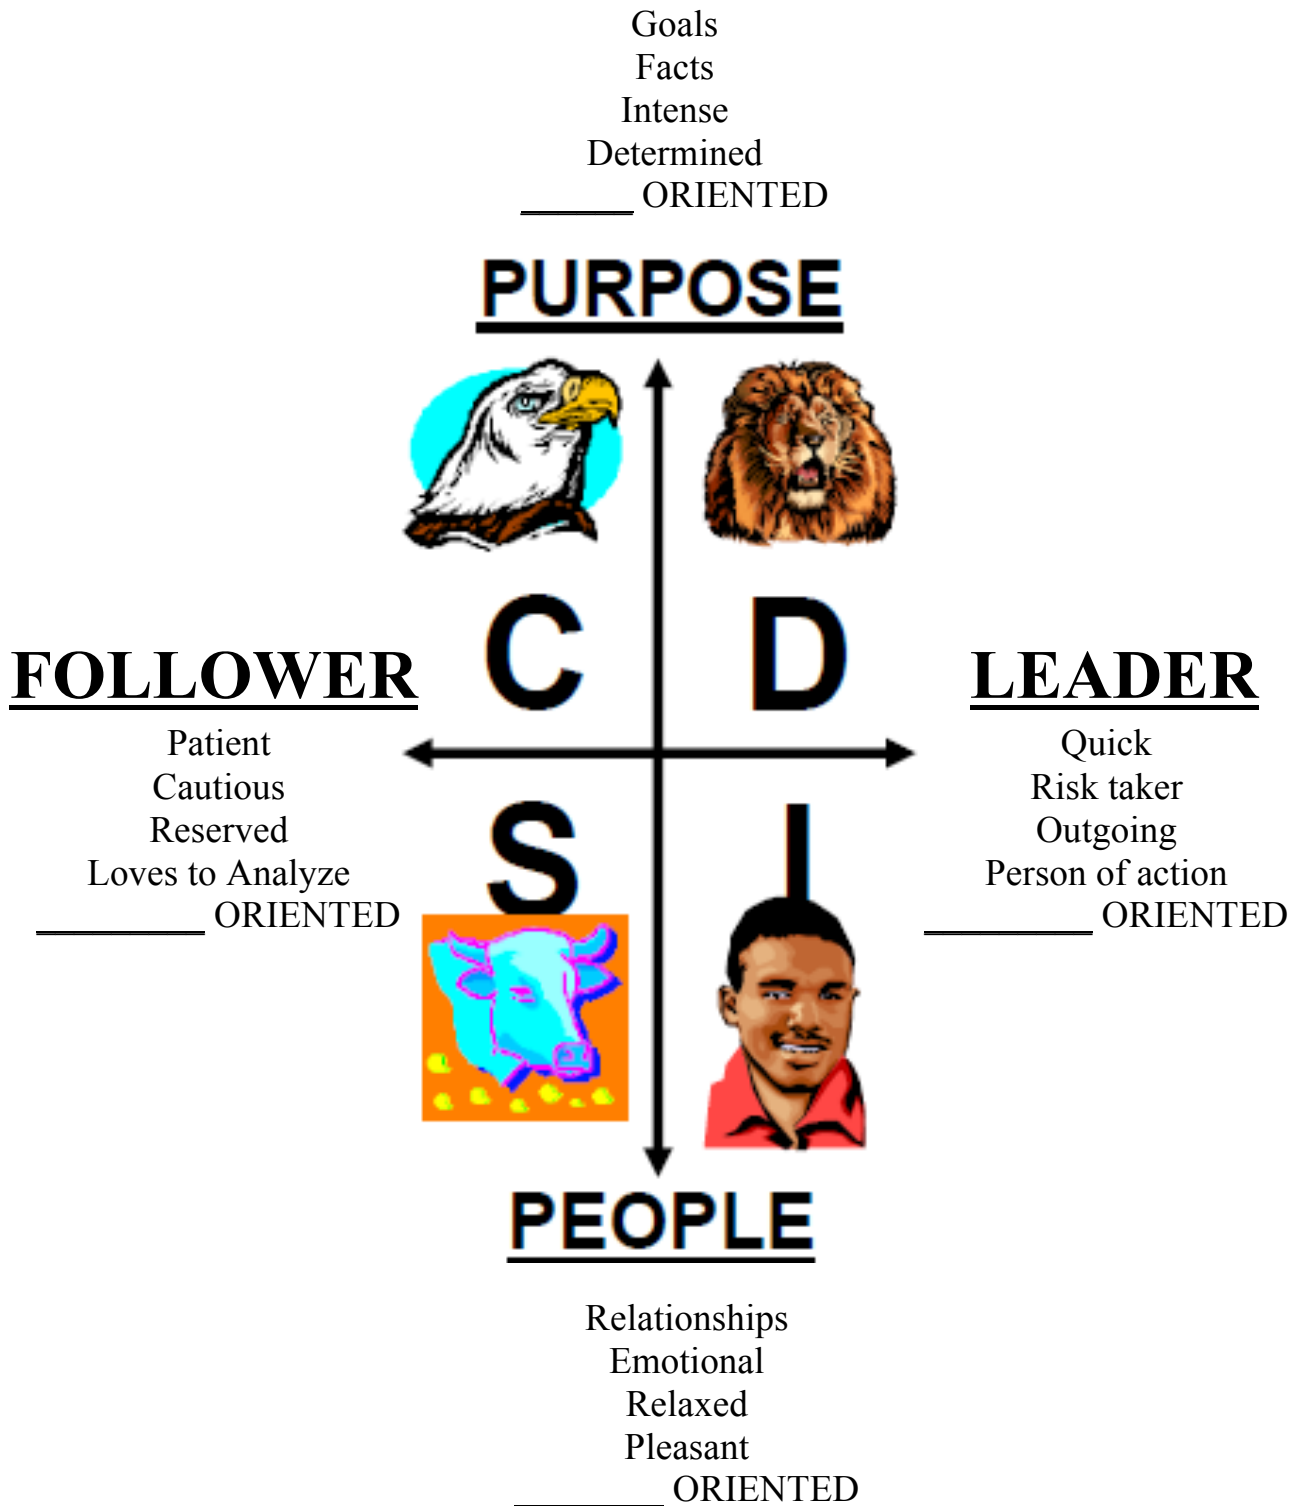 Goals
Facts
Intense
Determined
______ ORIENTED
PURPOSE
C D
FOLLOWER
Patient
Cautious
Reserved
Loves to Analyze
_________ ORIENTED
LEADER
Quick
Risk taker
Outgoing
Person of action
_________ ORIENTED
S I
PEOPLE
Relationships
Emotional
Relaxed
Pleasant
________ ORIENTED